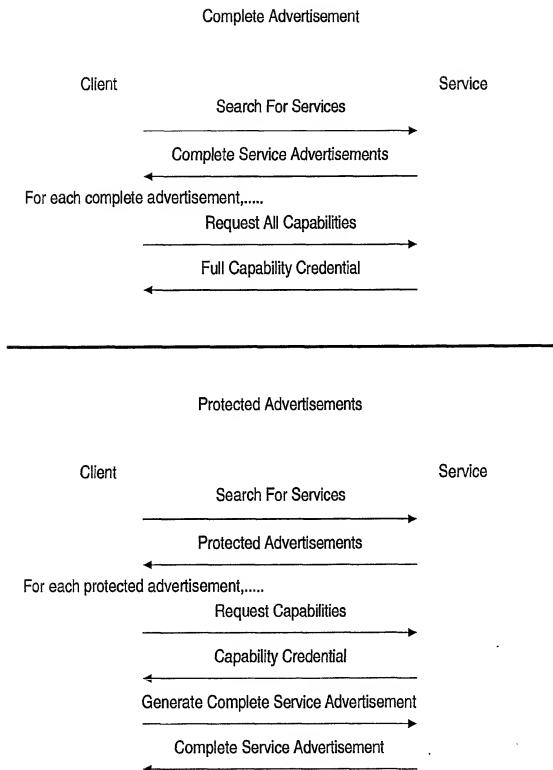 Complete Advertisement
Client
Service
Search For Services
Complete Service Advertisements
For each complete advertisement,.....
Request All Capabilities
Full Capability Credential
Protected Advertisements
Client
Service
Search For Services
Protected Advertisements
For each protected advertisement,.....
Request Capabilities
Capability Credential
Generate Complete Service Advertisement
Complete Service Advertisement